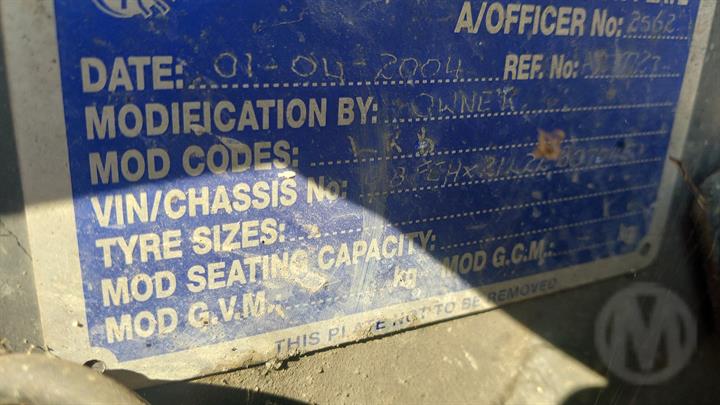 A/OFFICER No: 2562
DATE: 01-04-2004 REF. No:
MODIFICATION BY: OWNER
MOD CODES:
VIN/CHASSIS No:
TYRE SIZES:
MOD SEATING CAPACITY:
MOD G.V.M.: kg MOD G.C.M.: kg
THIS PLATE NOT TO BE REMOVED
M